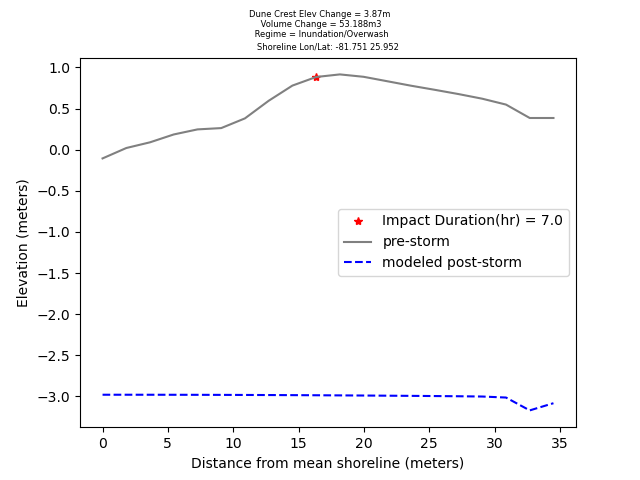 Dune Crest Elev Change = 3.87m
Volume Change = 53.188m3
Regime = Inundation/Overwash
Shoreline Lon/Lat: -81.751 25.952
1.0
0.5
0.0
−0.5
−1.0
−1.5
−2.0
−2.5
−3.0
Elevation (meters)
Impact Duration(hr) = 7.0
pre-storm
modeled post-storm
0 5 10 15 20 25 30 35
Distance from mean shoreline (meters)